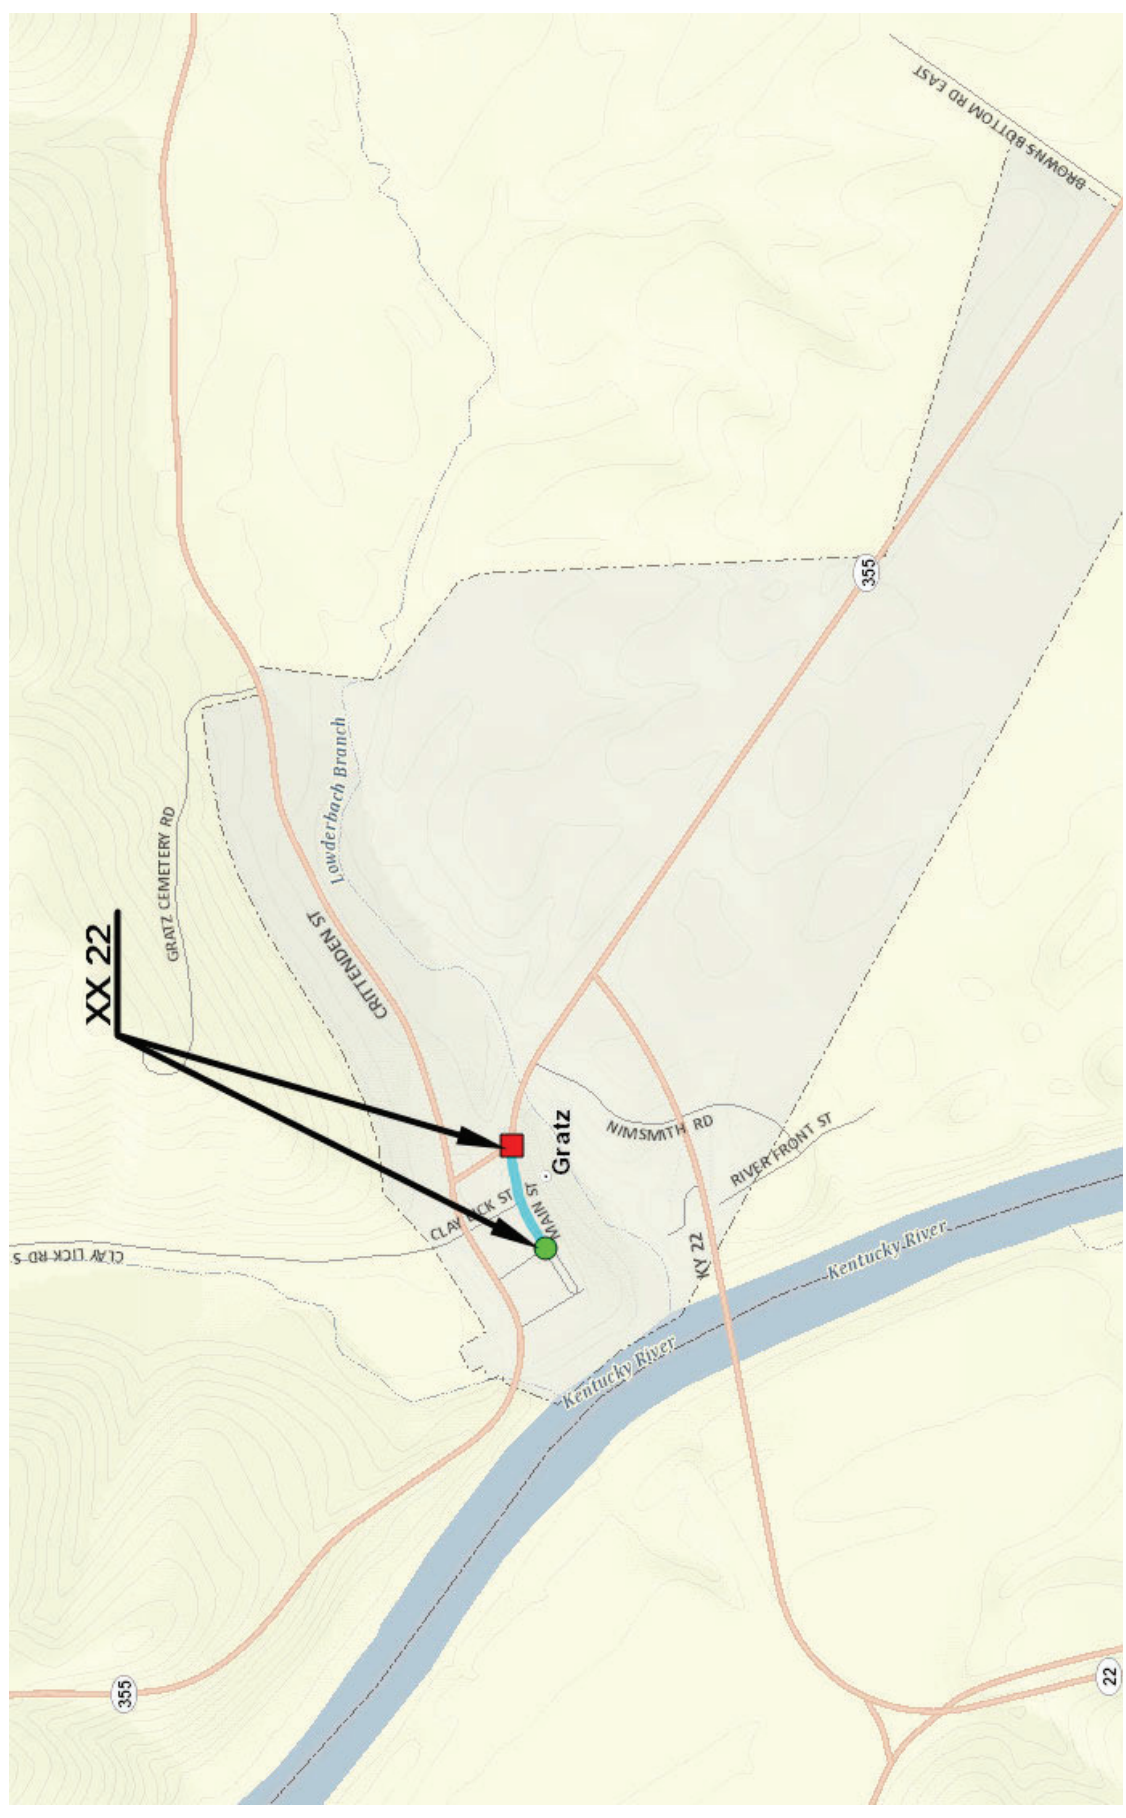 XX 22
GRATZ CEMETERY RD
CRITTENDEN ST
Lowderbach Branch
BROWNS BOTTOM RD EAST
355
CLAY LICK RD S
CLAY LICK ST
MAIN ST
Gratz
NIMSMITH RD
RIVER FRONT ST
KY 22
Kentucky River
Kentucky River
355
22